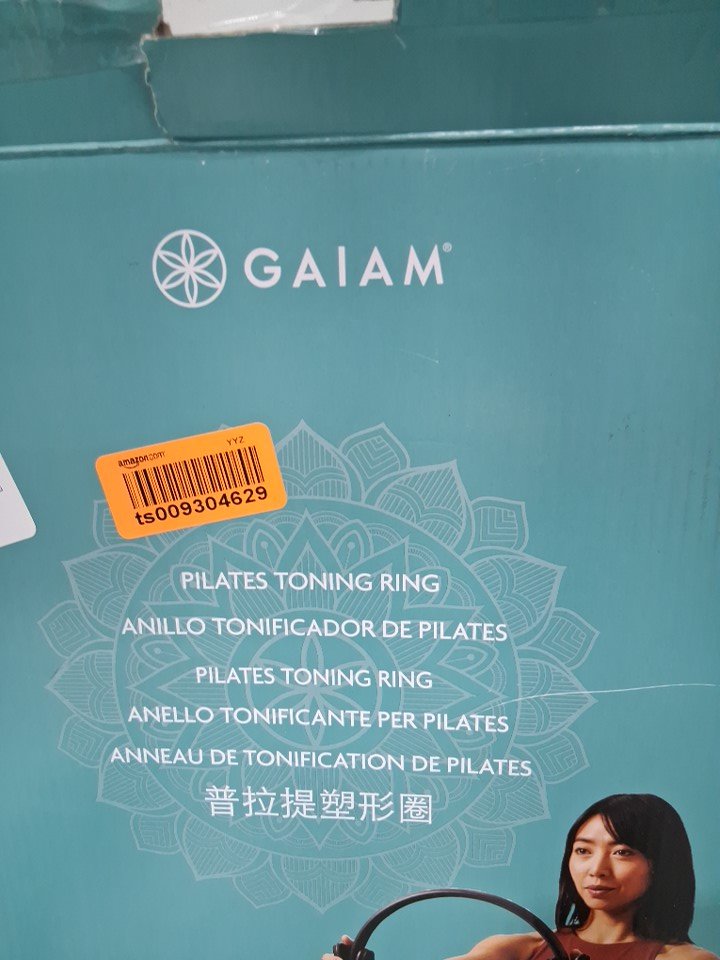 GAIAM®
YYZ
amazon.com
ts009304629
PILATES TONING RING
ANILLO TONIFICADOR DE PILATES
PILATES TONING RING
ANELLO TONIFICANTE PER PILATES
ANNEAU DE TONIFICATION DE PILATES
普拉提塑形圈